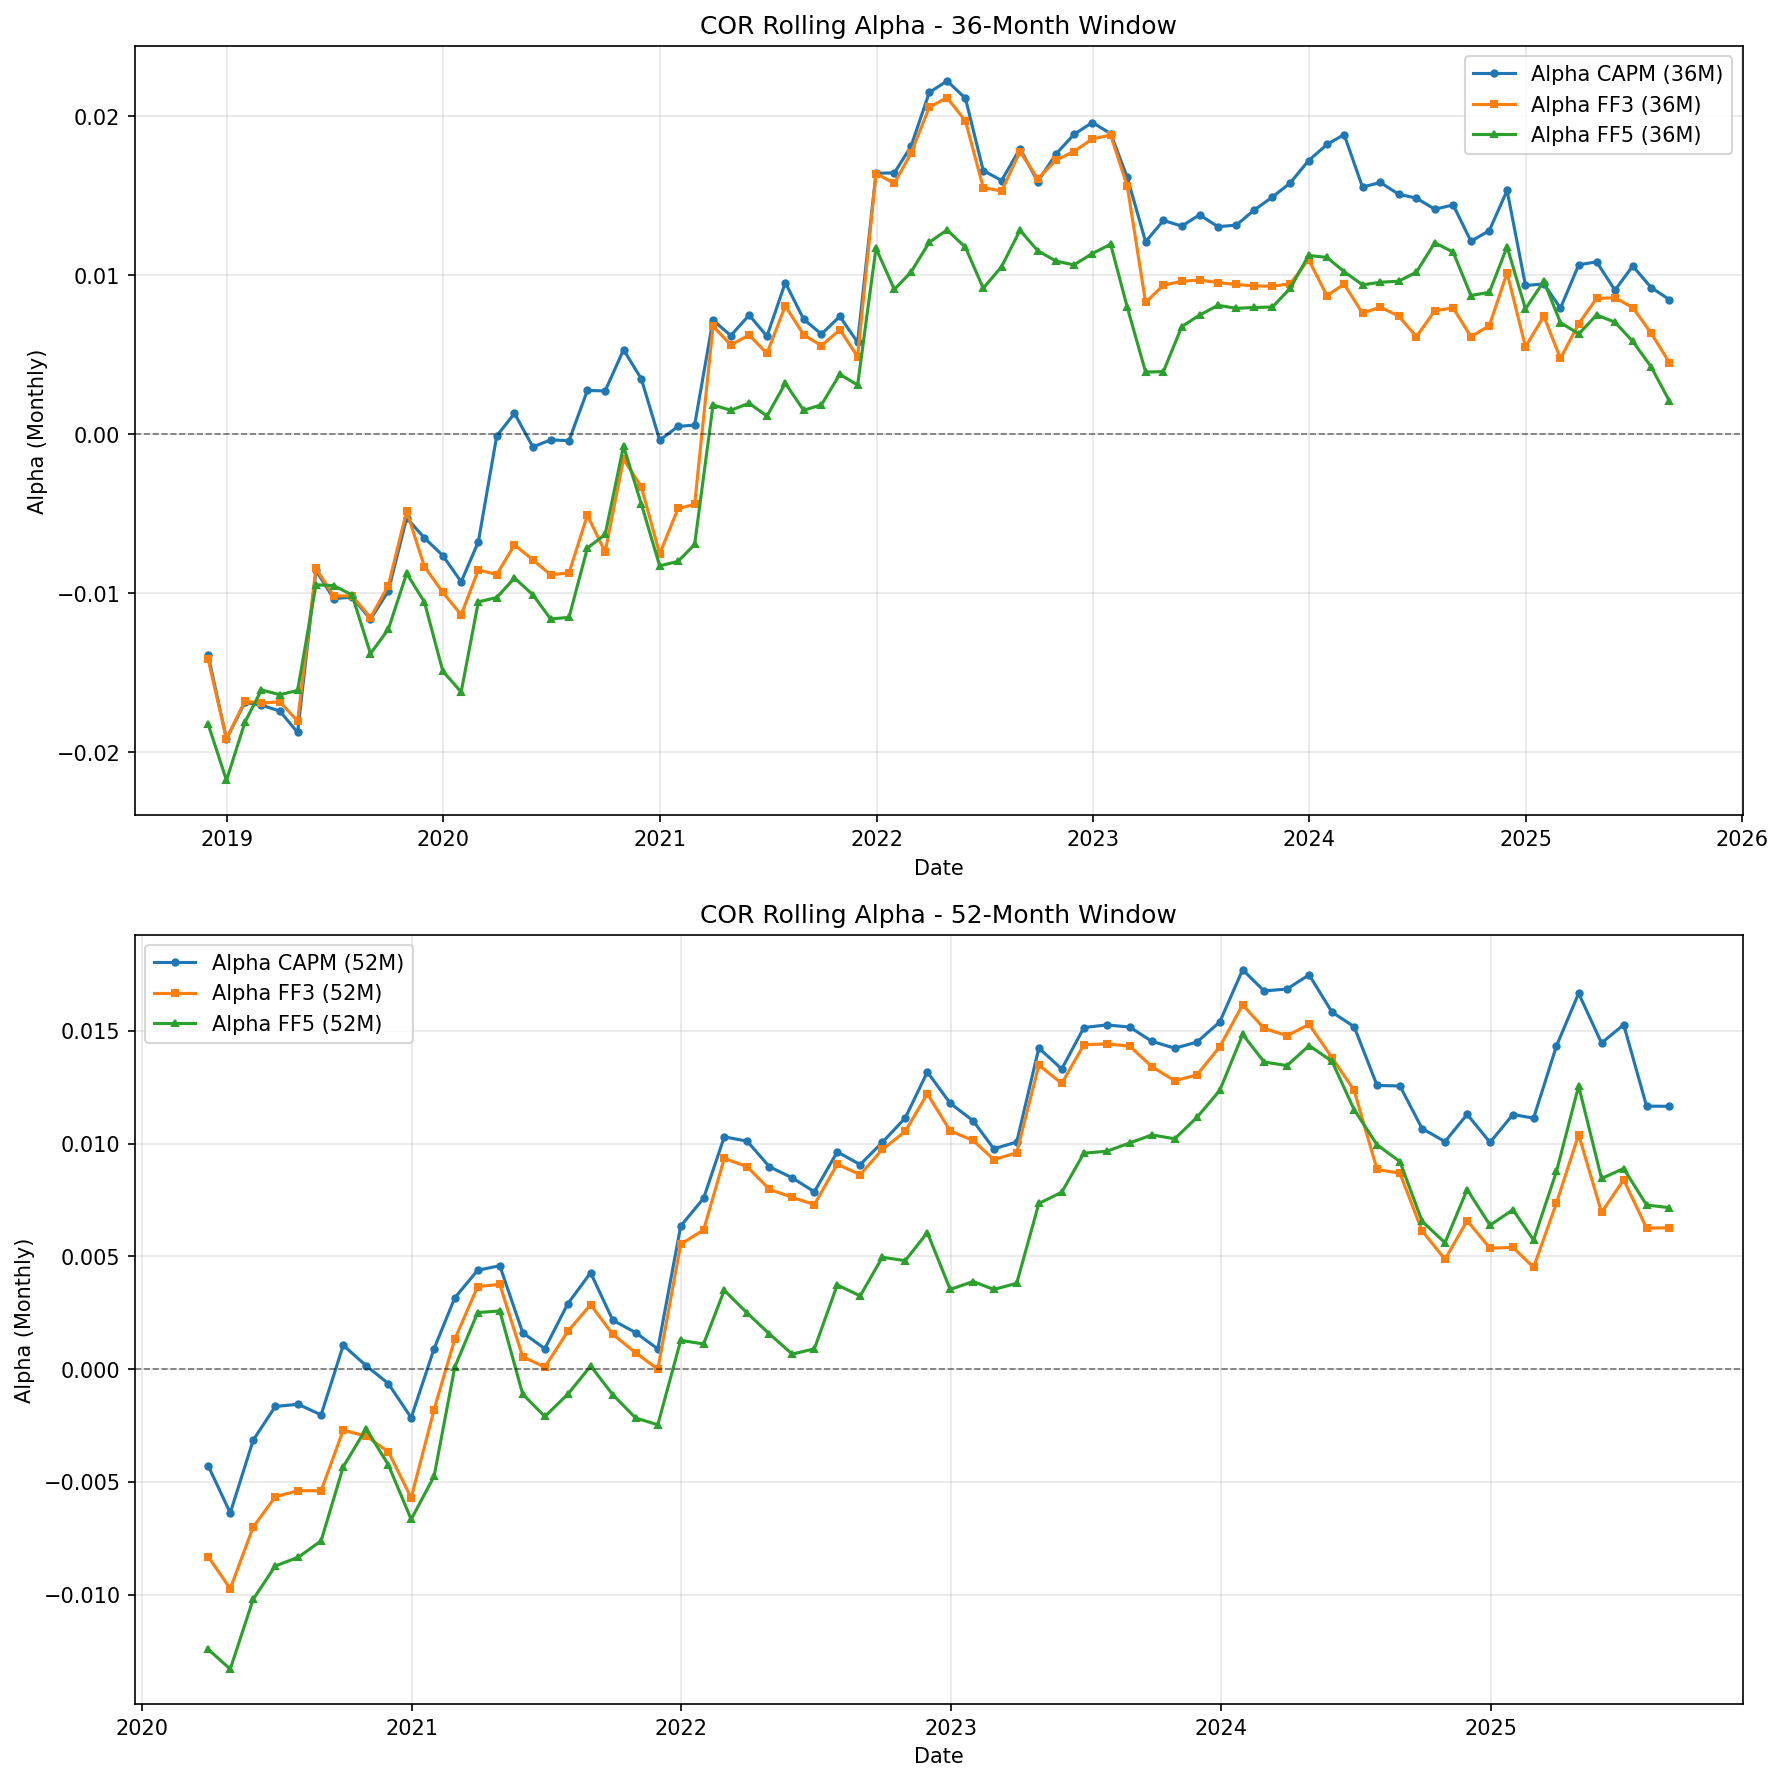 COR Rolling Alpha - 36-Month Window
Alpha CAPM (36M)
Alpha FF3 (36M)
Alpha FF5 (36M)
Alpha (Monthly)
0.02
0.01
0.00
−0.01
−0.02
2019 2020 2021 2022 2023 2024 2025 2026
Date
COR Rolling Alpha - 52-Month Window
Alpha CAPM (52M)
Alpha FF3 (52M)
Alpha FF5 (52M)
Alpha (Monthly)
0.015
0.010
0.005
0.000
−0.005
−0.010
2020 2021 2022 2023 2024 2025
Date